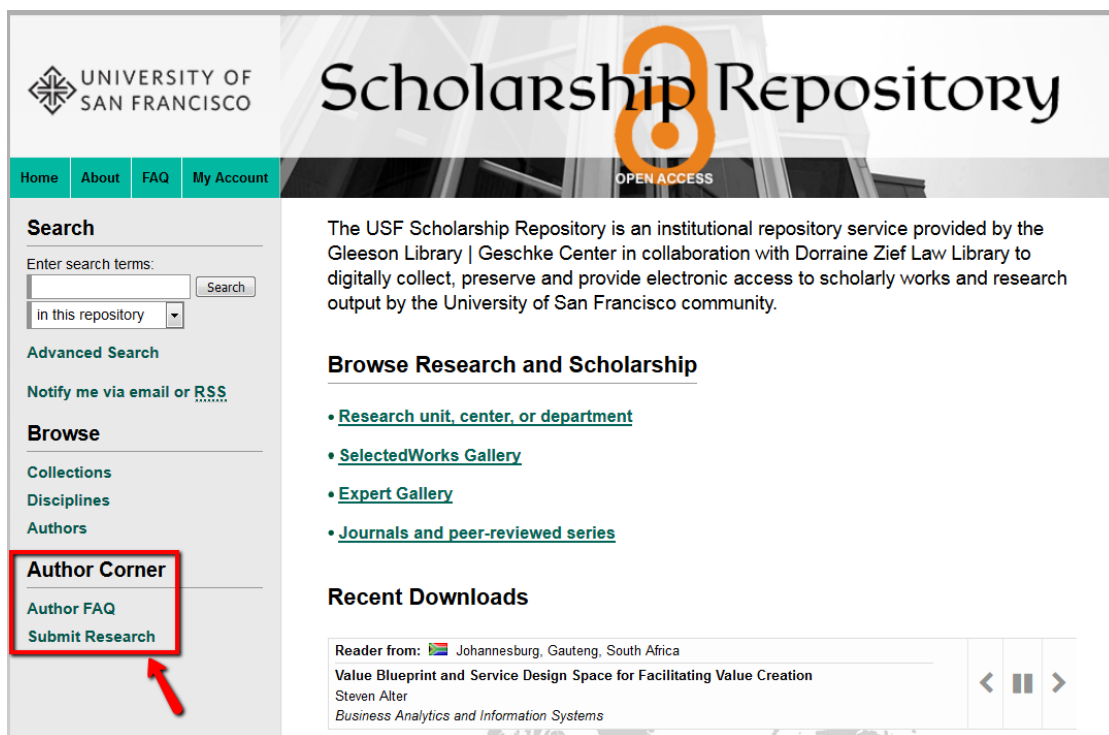 UNIVERSITY OF
SAN FRANCISCO
Scholarship Repository
OPEN ACCESS
Home About FAQ My Account
Search
Enter search terms:
Search
in this repository
Advanced Search
Notify me via email or RSS
Browse
Collections
Disciplines
Authors
Author Corner
Author FAQ
Submit Research
The USF Scholarship Repository is an institutional repository service provided by the
Gleeson Library | Geschke Center in collaboration with Dorraine Zief Law Library to
digitally collect, preserve and provide electronic access to scholarly works and research
output by the University of San Francisco community.
Browse Research and Scholarship
• Research unit, center, or department
• SelectedWorks Gallery
• Expert Gallery
• Journals and peer-reviewed series
Recent Downloads
Reader from: Johannesburg, Gauteng, South Africa
Value Blueprint and Service Design Space for Facilitating Value Creation
Steven Alter
Business Analytics and Information Systems